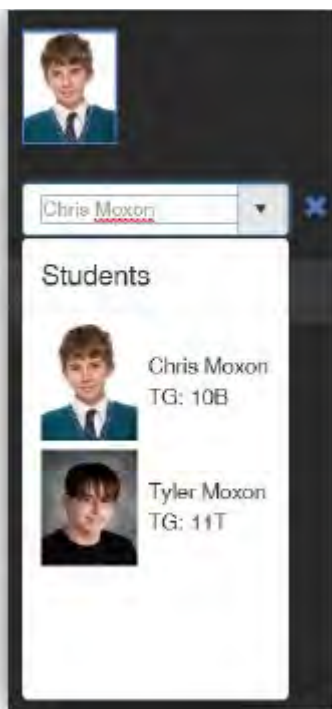 Chris Moxon
Students
Chris Moxon
TG: 10B
Tyler Moxon
TG: 11T